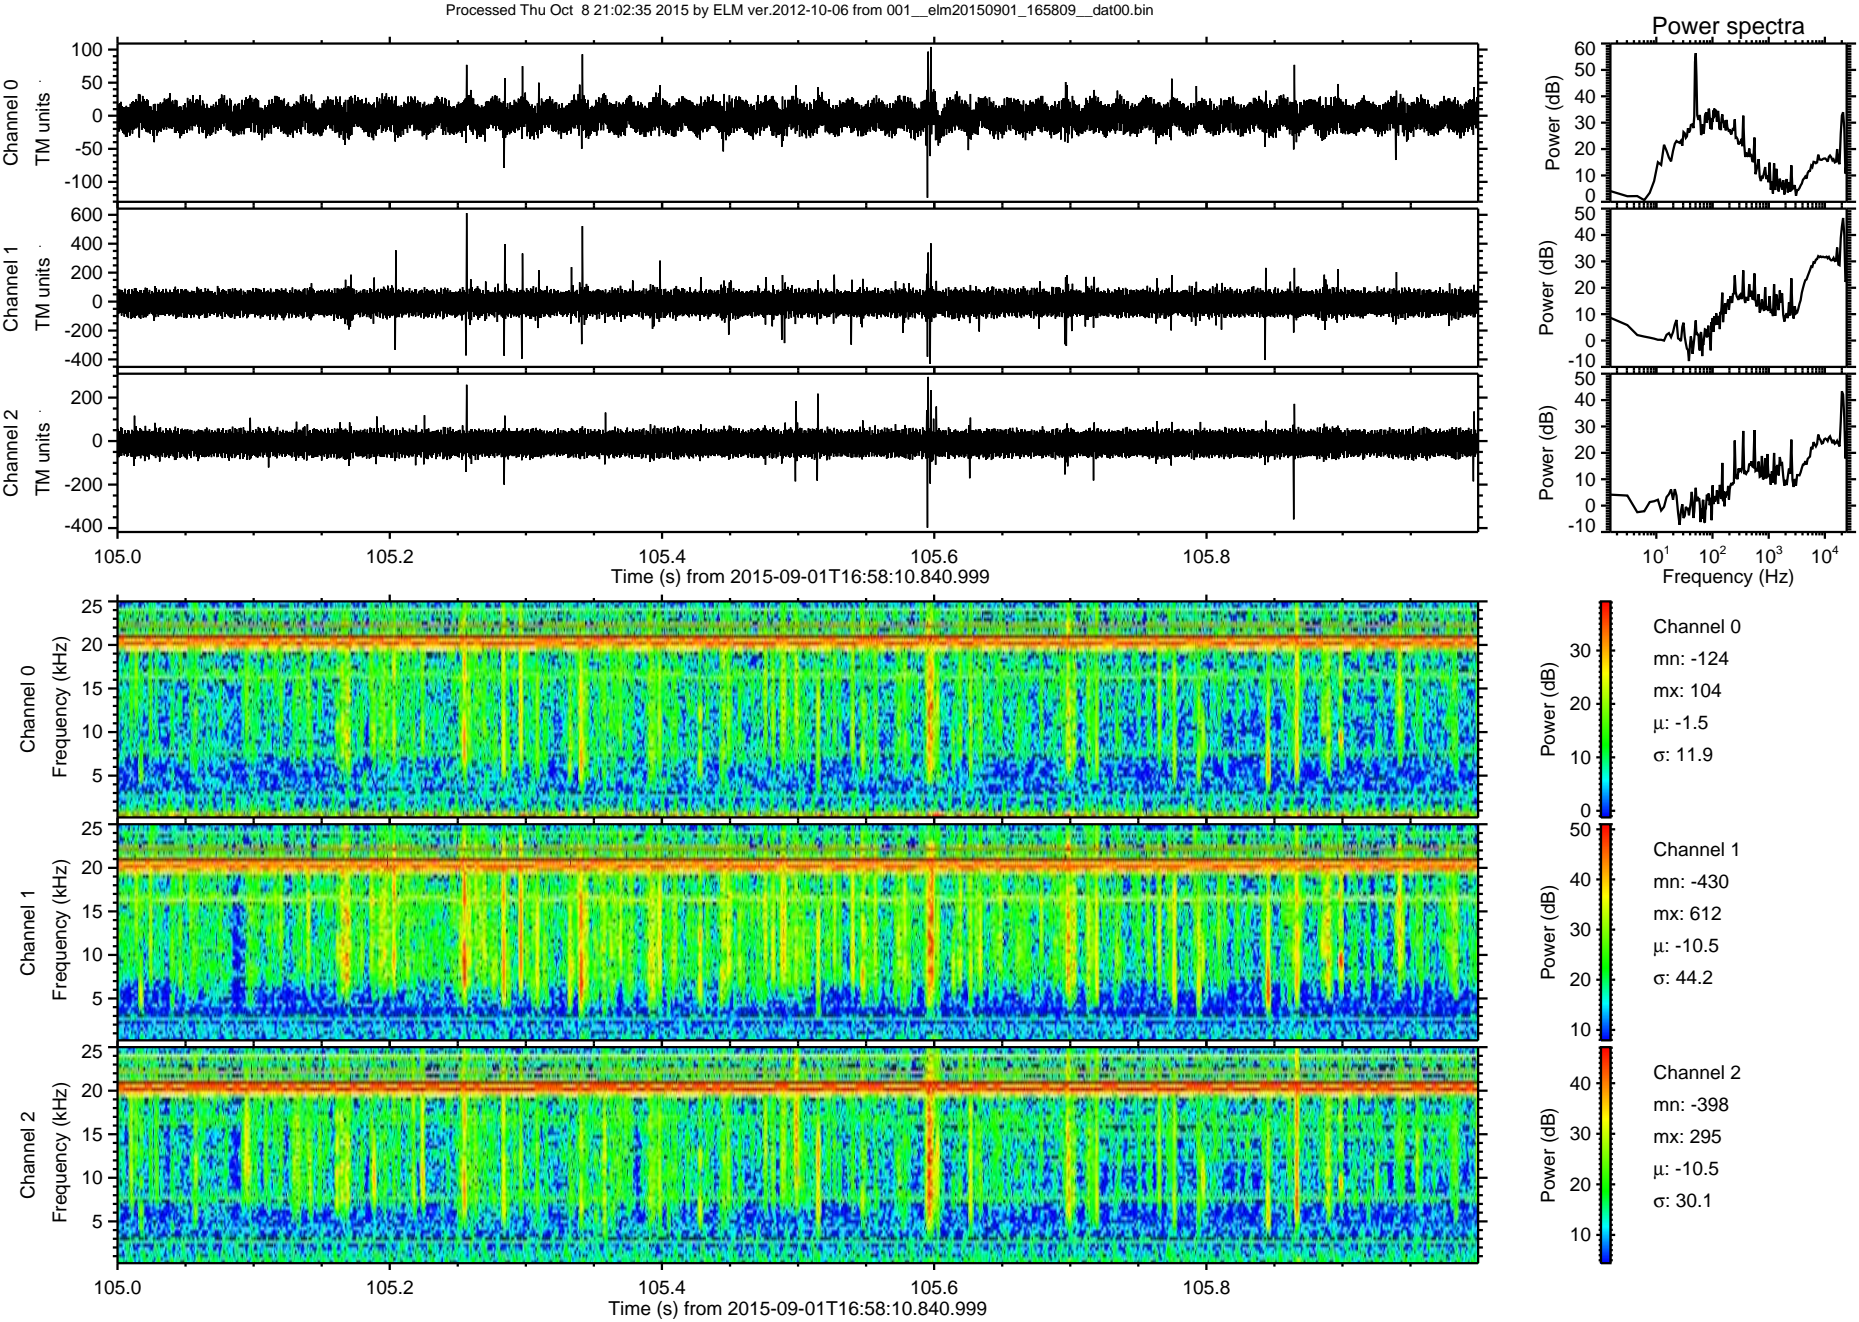 Processed Thu Oct  8 21:02:35 2015 by ELM ver.2012-10-06 from 001__elm20150901_165809__dat00.bin
Power spectra
Channel 0
TM units
100
50
0
-50
-100
Power (dB)
60
50
40
30
20
10
0
Channel 1
TM units
600
400
200
0
-200
-400
Power (dB)
50
40
30
20
10
0
-10
Channel 2
TM units
200
0
-200
-400
Power (dB)
50
40
30
20
10
0
-10
105.0 105.2 105.4 105.6 105.8
Time (s) from 2015-09-01T16:58:10.840.999
10¹ 10² 10³ 10⁴
Frequency (Hz)
Channel 0
Frequency (kHz)
25
20
15
10
5
Power (dB)
30
20
10
0
Channel 0
mn: -124
mx: 104
µ: -1.5
σ: 11.9
Channel 1
Frequency (kHz)
25
20
15
10
5
Power (dB)
50
40
30
20
10
Channel 1
mn: -430
mx: 612
µ: -10.5
σ: 44.2
Channel 2
Frequency (kHz)
25
20
15
10
5
Power (dB)
40
30
20
10
Channel 2
mn: -398
mx: 295
µ: -10.5
σ: 30.1
105.0 105.2 105.4 105.6 105.8
Time (s) from 2015-09-01T16:58:10.840.999